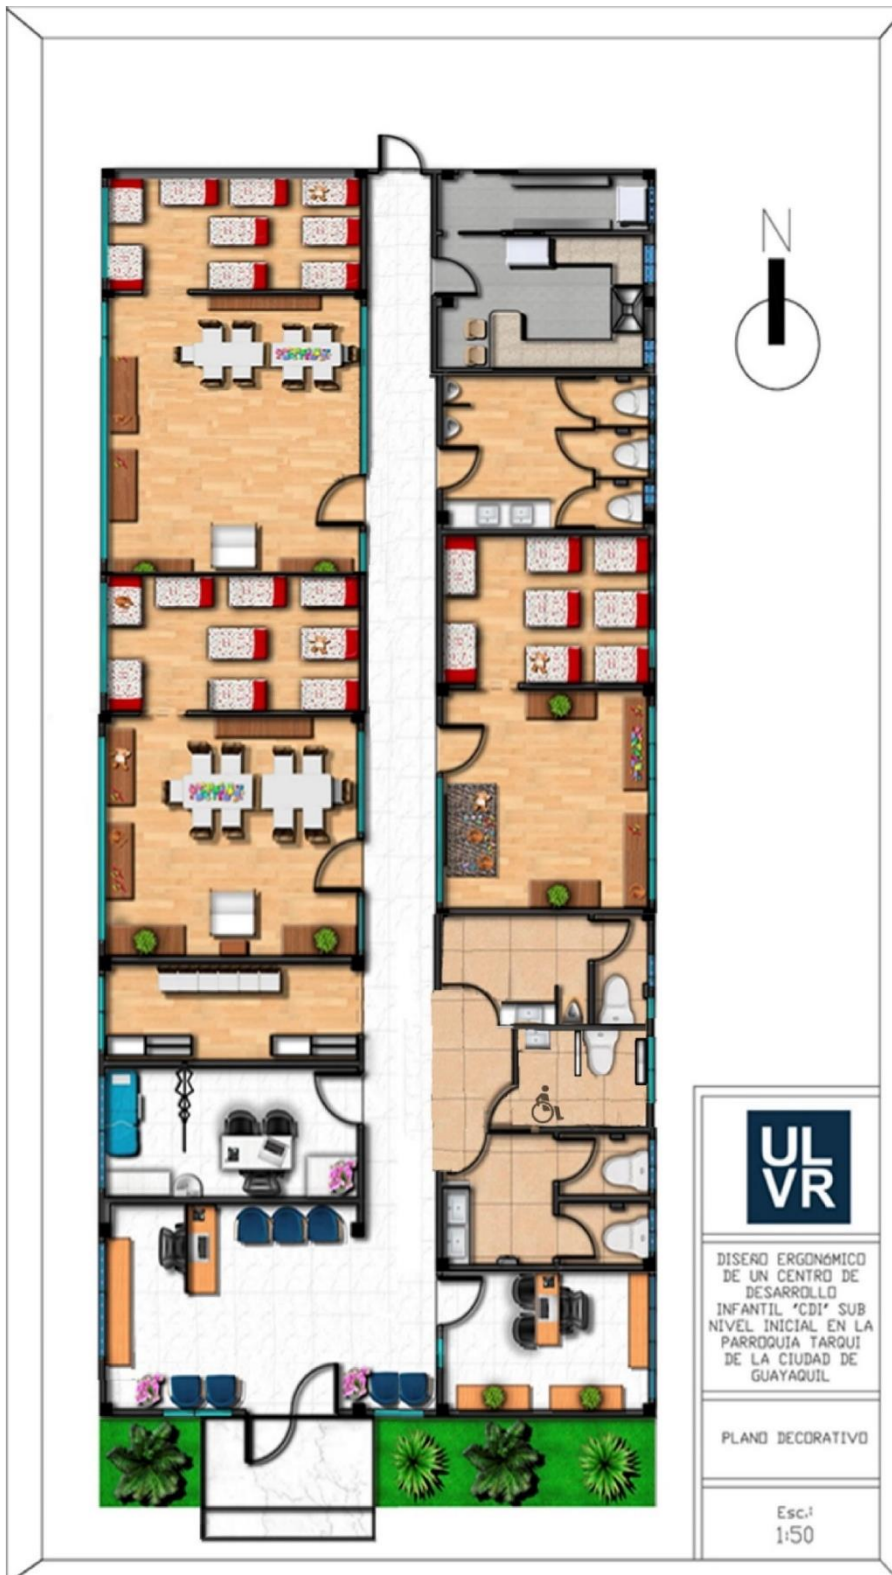 N
UL
VR
DISEÑO ERGONÓMICO
DE UN CENTRO DE
DESARROLLO
INFANTIL "CDI" SUB
NIVEL INICIAL EN LA
PARROQUIA TARQUI
DE LA CIUDAD DE
GUAYAQUIL
PLANO DECORATIVO
Esc.:
1:50